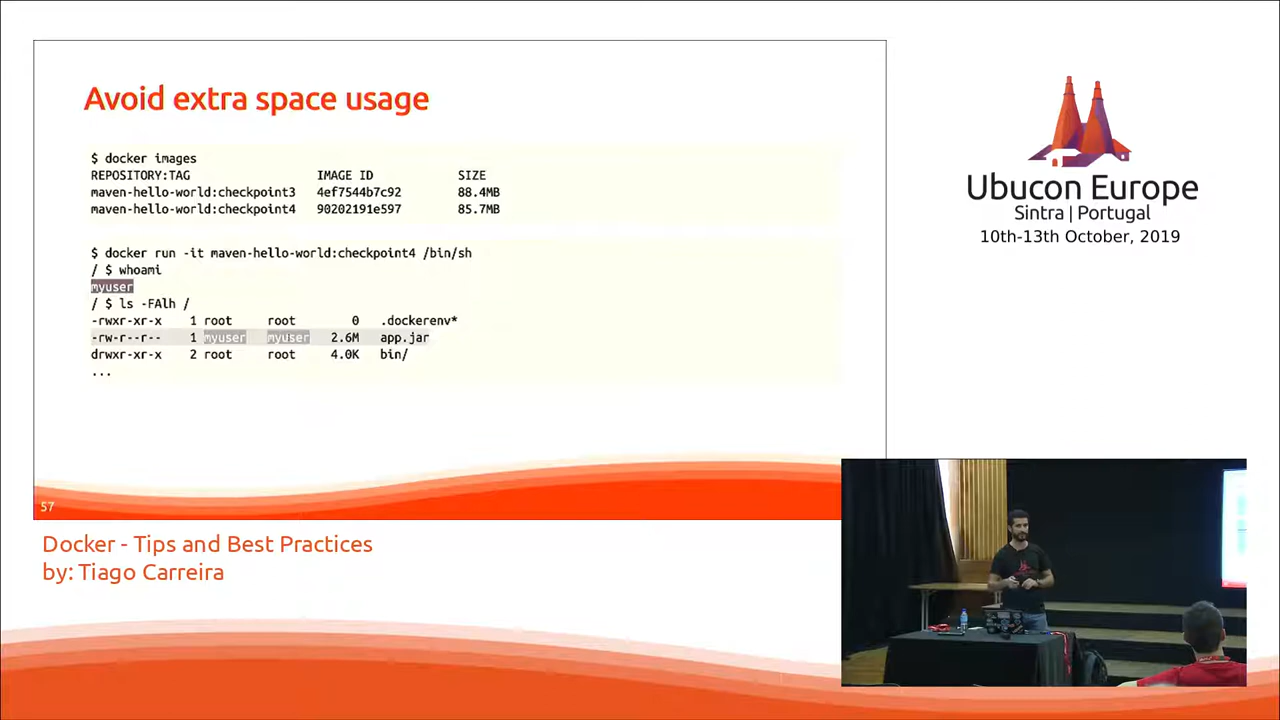 Avoid extra space usage
$ docker images
REPOSITORY:TAG IMAGE ID SIZE
maven-hello-world:checkpoint3 4ef7544b7c92 88.4MB
maven-hello-world:checkpoint4 90202191e597 85.7MB
$ docker run -it maven-hello-world:checkpoint4 /bin/sh
/ $ whoami
myuser
/ $ ls -FAlh /
-rwxr-xr-x 1 root root 0 .dockerenv*
-rw-r--r-- 1 myuser myuser 2.6M app.jar
drwxr-xr-x 2 root root 4.0K bin/
...
57
Docker - Tips and Best Practices
by: Tiago Carreira
Ubucon Europe
Sintra | Portugal
10th-13th October, 2019